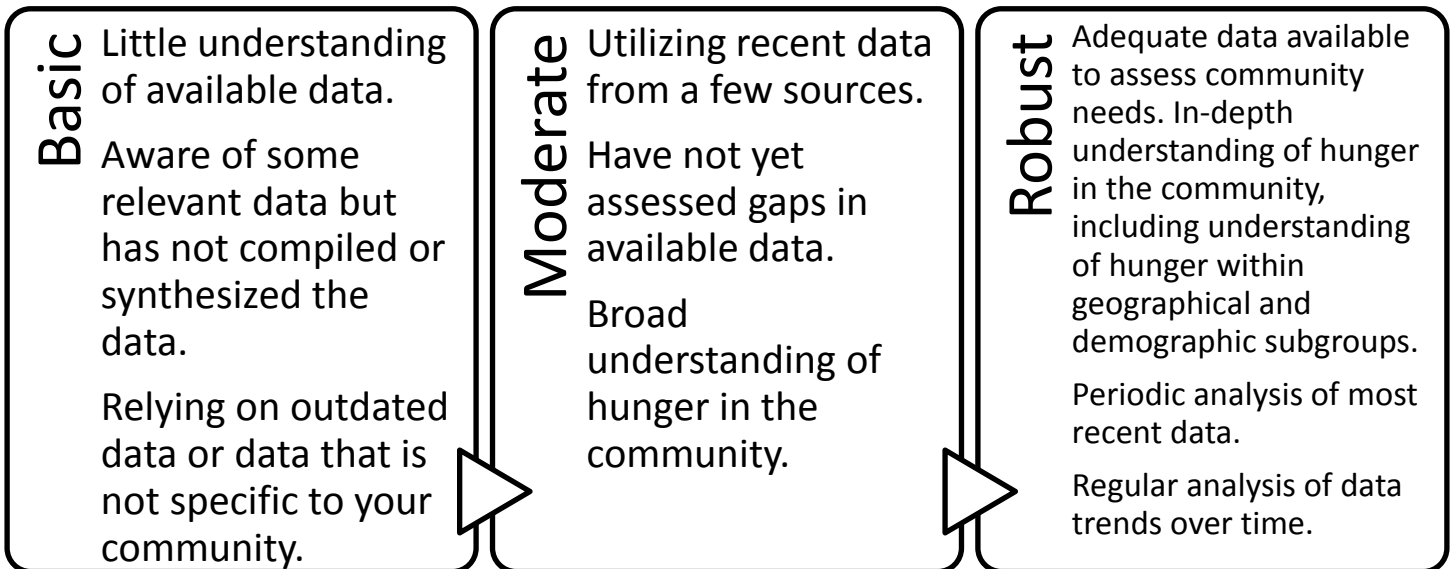 Basic
Little understanding
of available data.
Aware of some
relevant data but
has not compiled or
synthesized the
data.
Relying on outdated
data or data that is
not specific to your
community.
Moderate
Utilizing recent data
from a few sources.
Have not yet
assessed gaps in
available data.
Broad
understanding of
hunger in the
community.
Robust
Adequate data available
to assess community
needs. In-depth
understanding of hunger
in the community,
including understanding
of hunger within
geographical and
demographic subgroups.
Periodic analysis of most
recent data.
Regular analysis of data
trends over time.